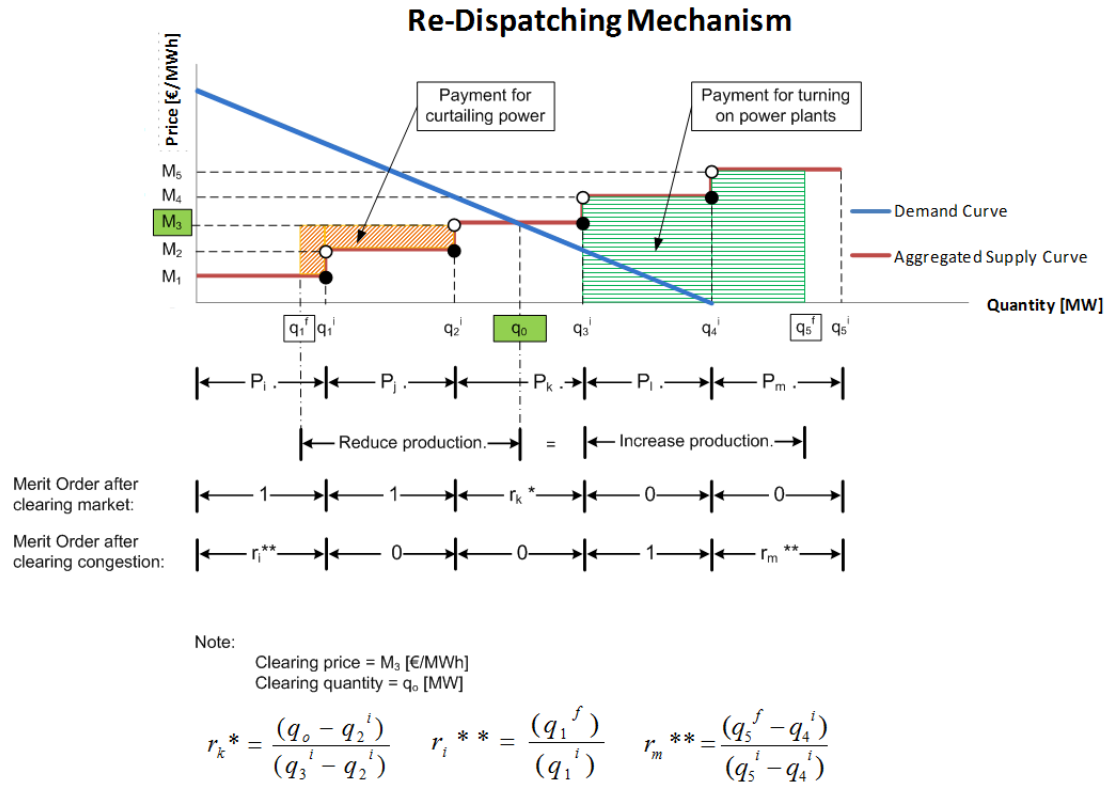 Re-Dispatching Mechanism
Price [€/MWh]
Payment for
curtailing power
Payment for turning
on power plants
M₅
M₄
M₃
M₂
M₁
Demand Curve
Aggregated Supply Curve
Quantity [MW]
q₁ᶠ q₁ⁱ q₂ⁱ q₀ q₃ⁱ q₄ⁱ q₅ᶠ q₅ⁱ
Pᵢ . Pⱼ . Pₖ . Pₗ . Pₘ .
Reduce production. = Increase production.
Merit Order after
clearing market:
1 1 rₖ * 0 0
Merit Order after
clearing congestion:
rᵢ** 0 0 1 rₘ **
Note:
Clearing price = M₃ [€/MWh]
Clearing quantity = qₒ [MW]
rₖ* = (qₒ − q₂ⁱ) / (q₃ⁱ − q₂ⁱ) rᵢ ** = (q₁ᶠ) / (q₁ⁱ) rₘ ** = (q₅ᶠ − q₄ⁱ) / (q₅ⁱ − q₄ⁱ)